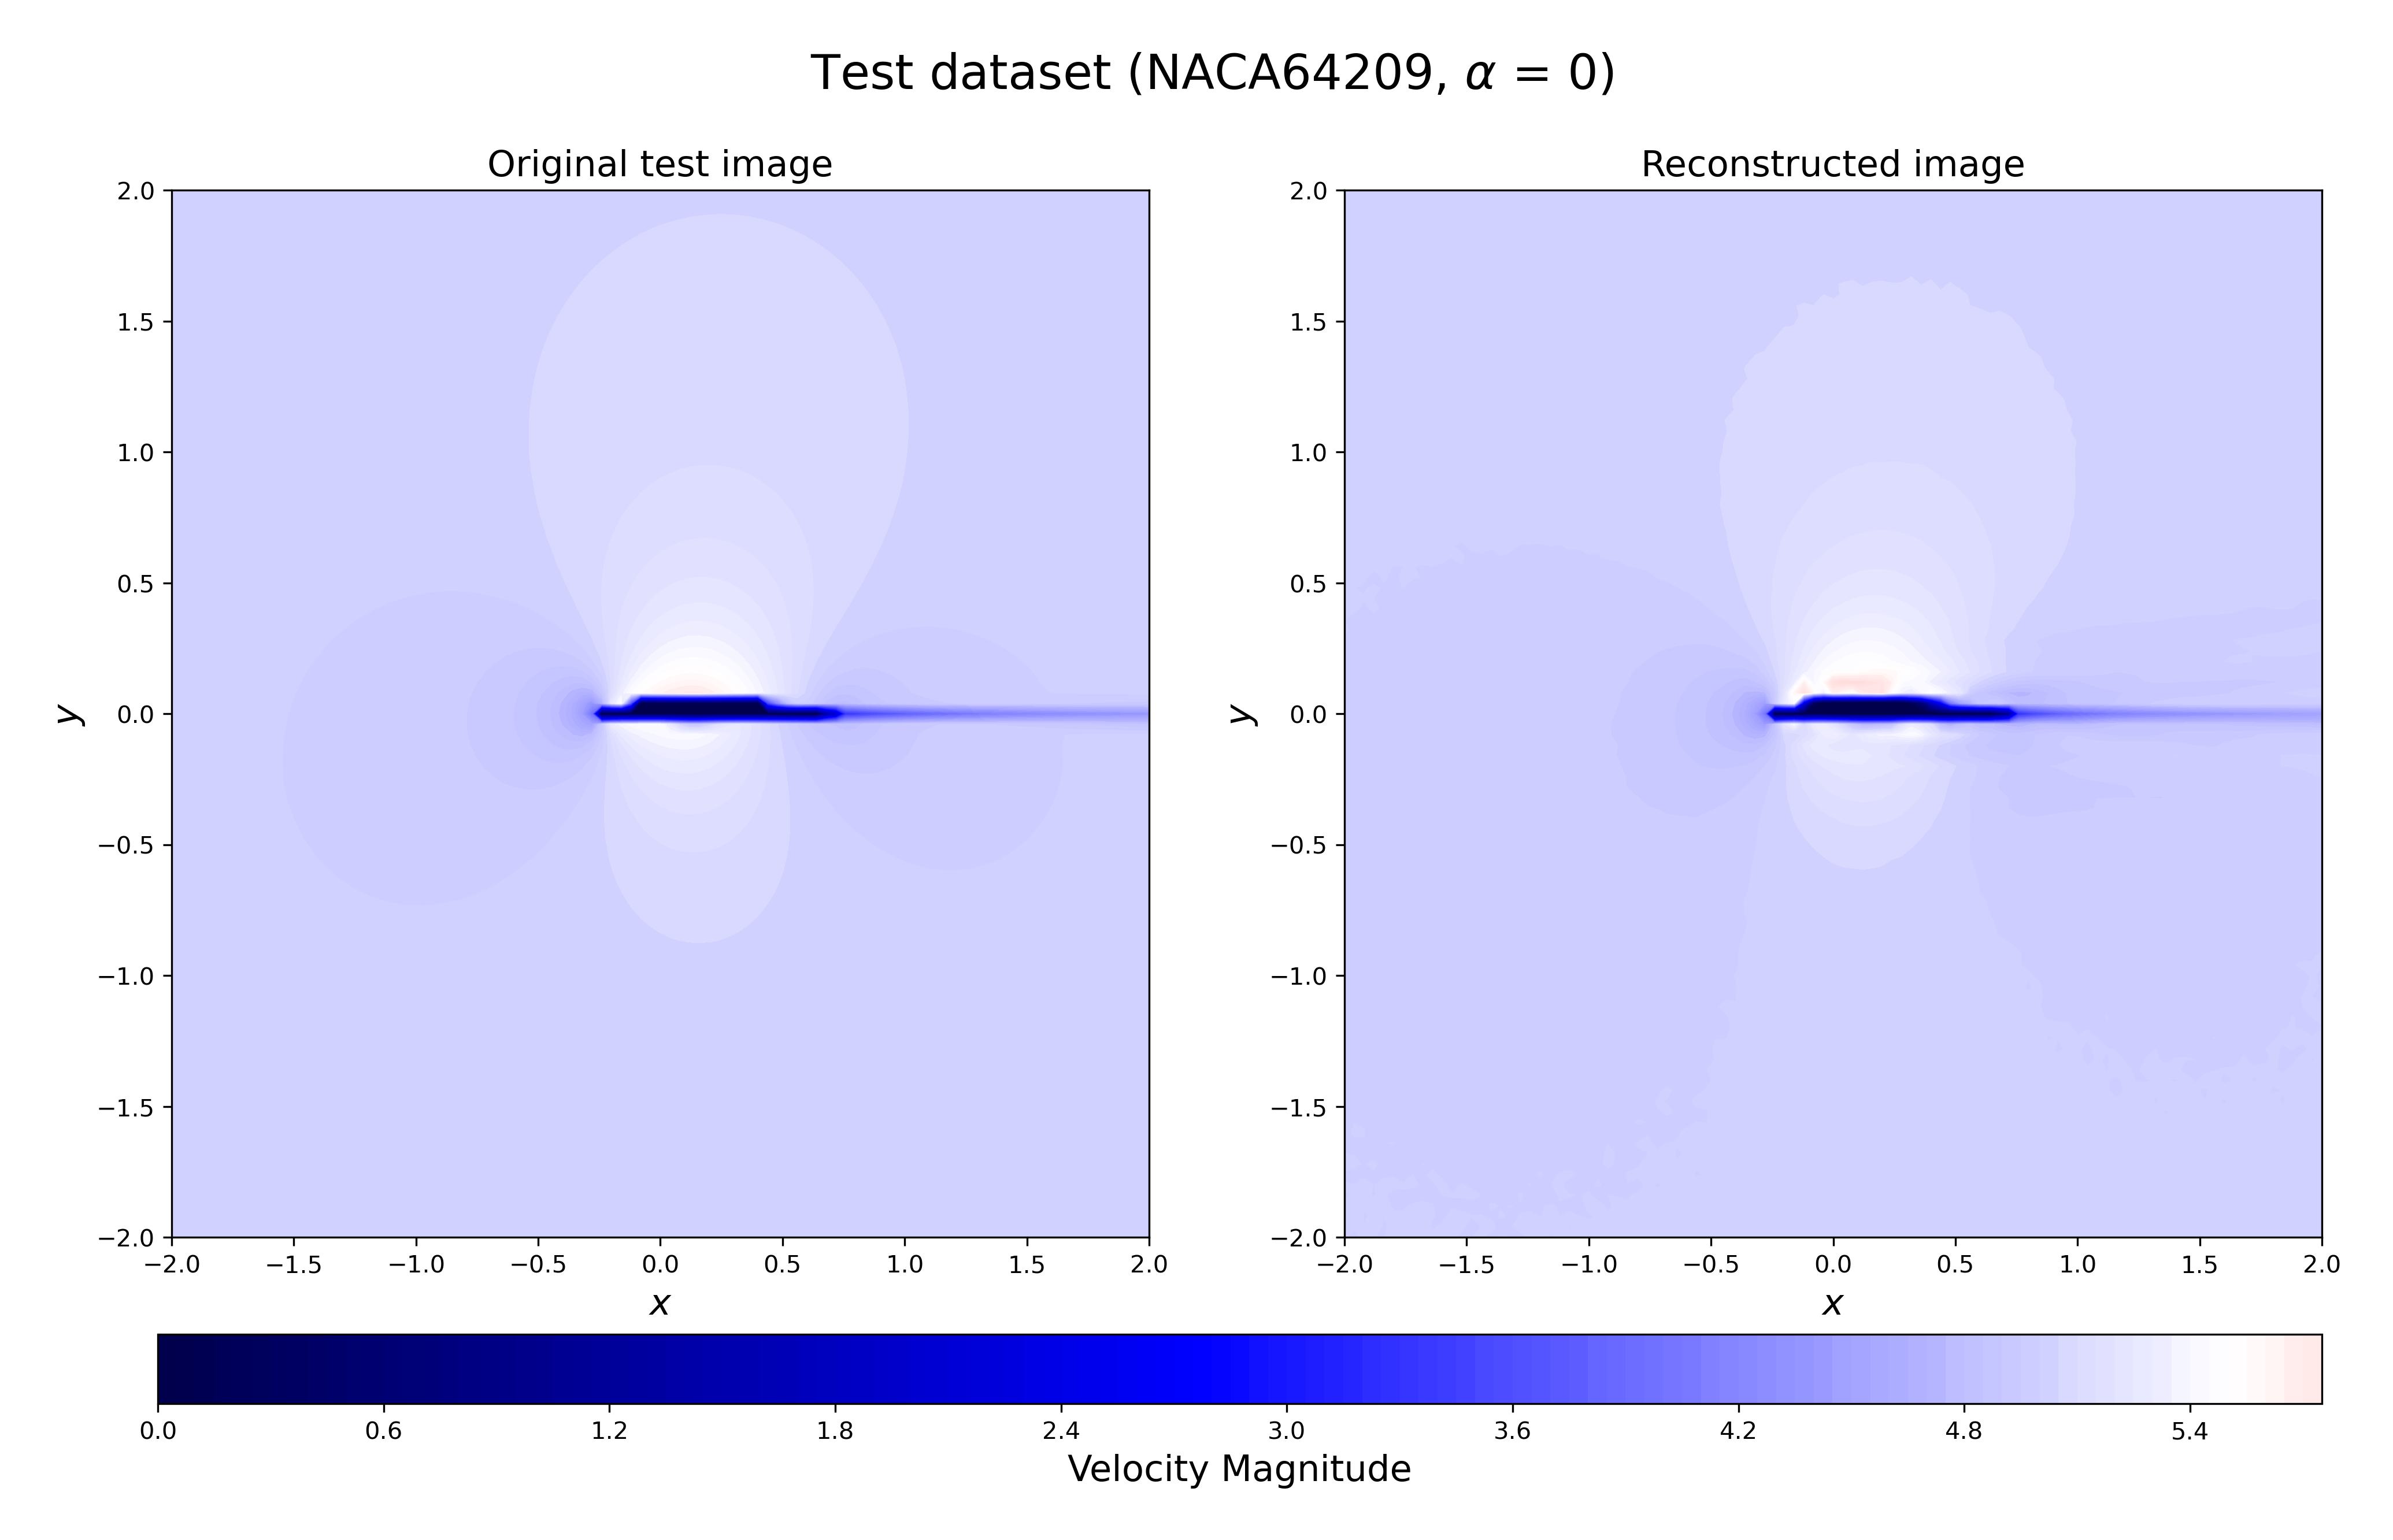 Test dataset (NACA64209, α = 0)
Original test image
Reconstructed image
2.0
1.5
1.0
0.5
0.0
−0.5
−1.0
−1.5
−2.0
y
−2.0 −1.5 −1.0 −0.5 0.0 0.5 1.0 1.5 2.0
x
2.0
1.5
1.0
0.5
0.0
−0.5
−1.0
−1.5
−2.0
y
−2.0 −1.5 −1.0 −0.5 0.0 0.5 1.0 1.5 2.0
x
0.0 0.6 1.2 1.8 2.4 3.0 3.6 4.2 4.8 5.4
Velocity Magnitude